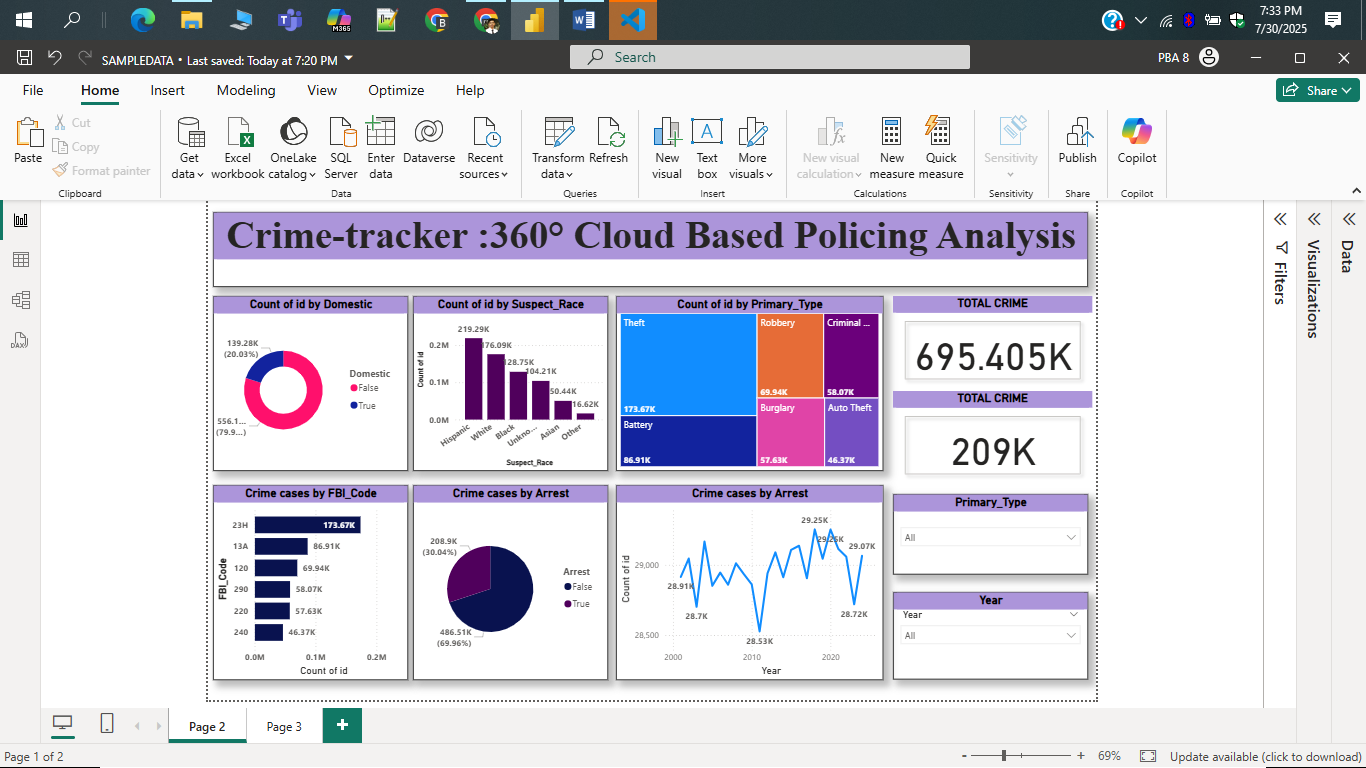 7:33 PM
7/30/2025
SAMPLEDATA • Last saved: Today at 7:20 PM
Search
PBA 8
File Home Insert Modeling View Optimize Help
Share
Paste
Cut
Copy
Format painter
Clipboard
Get data
Excel workbook
OneLake catalog
SQL Server
Enter data
Dataverse
Recent sources
Data
Transform data
Refresh
Queries
New visual
Text box
More visuals
Insert
New visual calculation
New measure
Quick measure
Calculations
Sensitivity
Sensitivity
Publish
Share
Copilot
Copilot
Crime-tracker :360° Cloud Based Policing Analysis
Count of id by Domestic
139.28K
(20.03%)
556.1...
(79.9...)
Domestic
False
True
Count of id by Suspect_Race
Count of id
0.2M
0.1M
0.0M
219.29K
176.09K
128.75K
104.21K
50.44K
16.62K
Hispanic
White
Black
Unkno...
Asian
Other
Suspect_Race
Count of id by Primary_Type
Theft
173.67K
Battery
86.91K
Robbery
69.94K
Criminal ...
58.07K
Burglary
57.63K
Auto Theft
46.37K
TOTAL CRIME
695.405K
TOTAL CRIME
209K
Crime cases by FBI_Code
FBI_Code
23H 173.67K
13A 86.91K
120 69.94K
290 58.07K
220 57.63K
240 46.37K
0.0M 0.1M 0.2M
Count of id
Crime cases by Arrest
208.9K
(30.04%)
486.51K
(69.96%)
Arrest
False
True
Crime cases by Arrest
Count of id
29,000
28,500
28.91K
28.7K
28.53K
29.25K
29.25K
28.72K
29.07K
2000 2010 2020
Year
Primary_Type
All
Year
Year
All
Filters
Visualizations
Data
Page 2 Page 3
Page 1 of 2
69%
Update available (click to download)